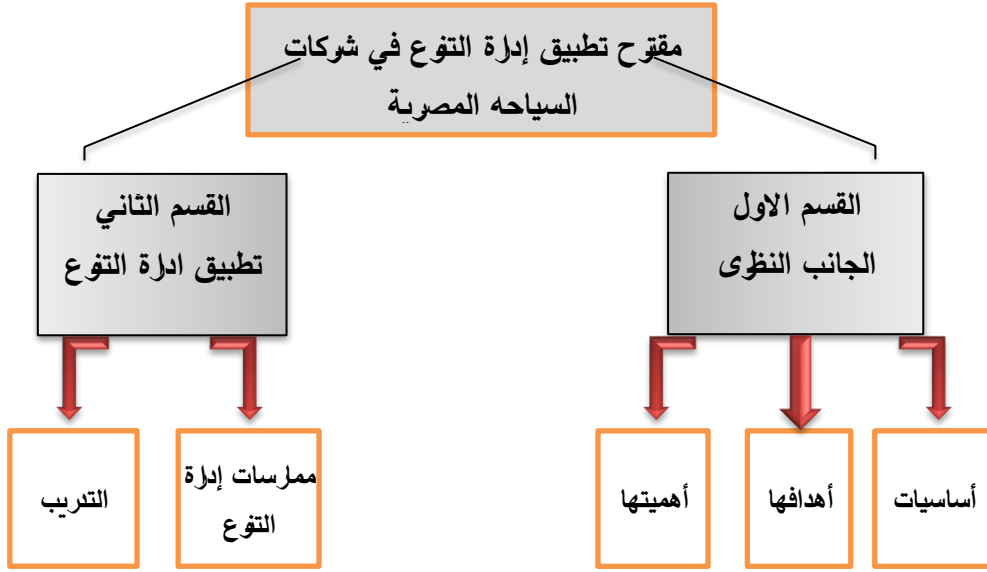 مقترح تطبيق إدارة التنوع في شركات
السياحه المصرية
القسم الاول
الجانب النظرى
القسم الثاني
تطبيق ادارة التنوع
أساسيات
أهدافها
أهميتها
ممارسات إدارة
التنوع
التدريب